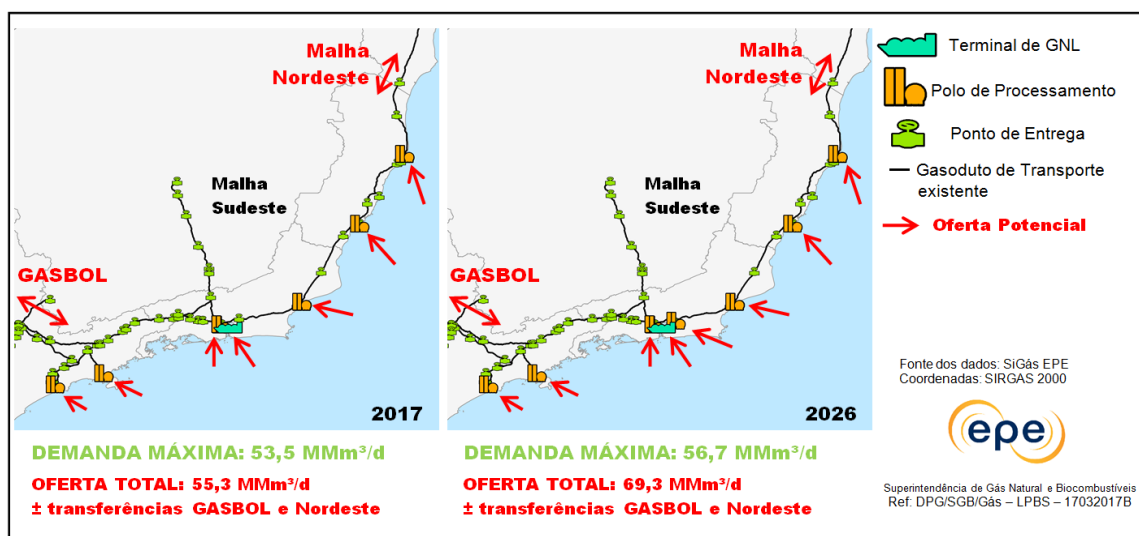 Malha
Nordeste
Malha
Sudeste
GASBOL
2017
DEMANDA MÁXIMA: 53,5 MMm³/d
OFERTA TOTAL: 55,3 MMm³/d
± transferências GASBOL e Nordeste
Malha
Nordeste
Malha
Sudeste
GASBOL
2026
DEMANDA MÁXIMA: 56,7 MMm³/d
OFERTA TOTAL: 69,3 MMm³/d
± transferências GASBOL e Nordeste
Terminal de GNL
Polo de Processamento
Ponto de Entrega
Gasoduto de Transporte
existente
Oferta Potencial
Fonte dos dados: SiGás EPE
Coordenadas: SIRGAS 2000
epe
Superintendência de Gás Natural e Biocombustíveis
Ref: DPG/SGB/Gás – LPBS – 17032017B